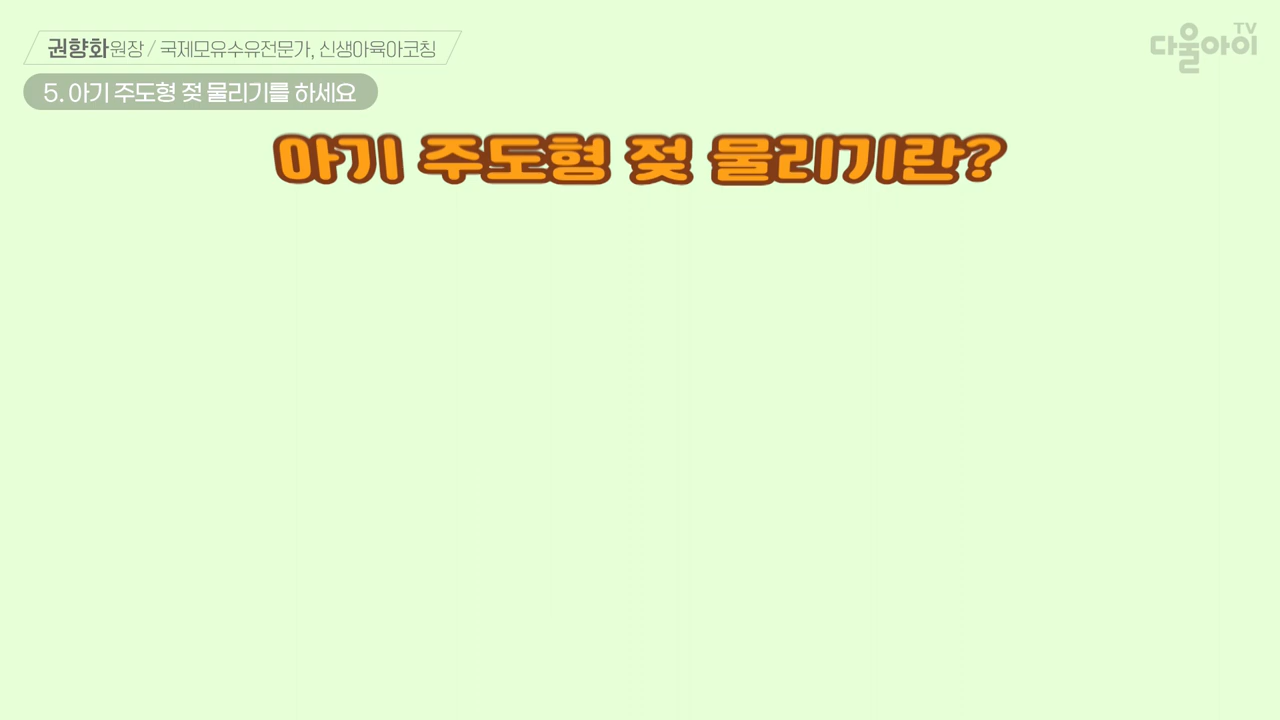 권향화원장 / 국제모유수유전문가, 신생아육아코칭
다울아이 TV
5. 아기 주도형 젖 물리기를 하세요
아기 주도형 젖 물리기란?